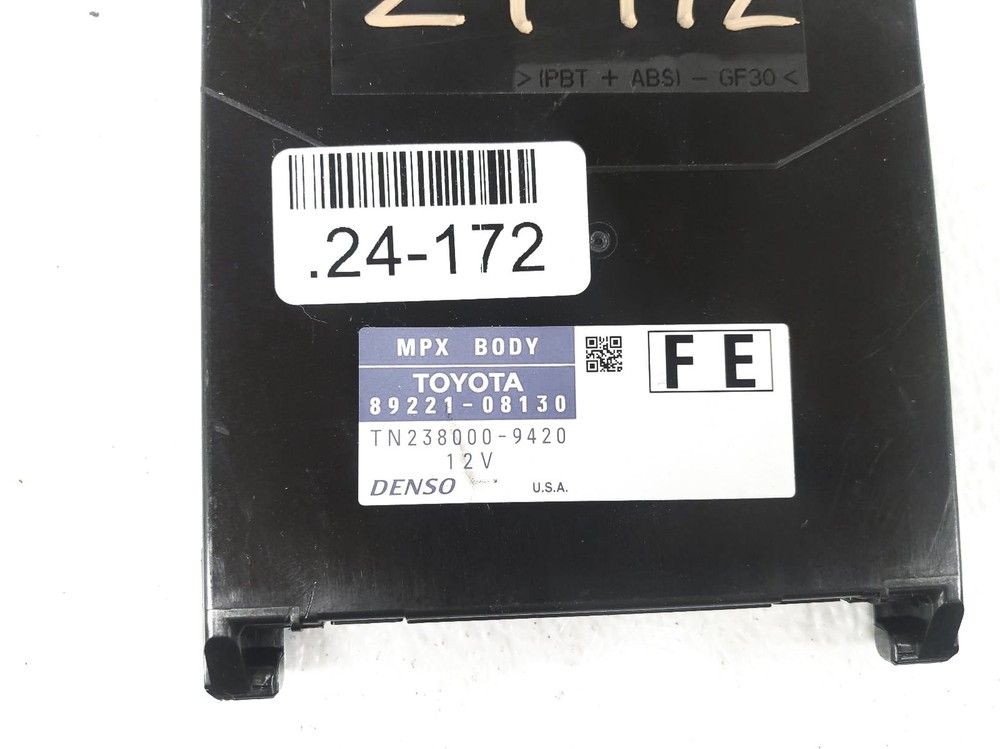 >(PBT + ABS) - GF30<
.24-172
MPX BODY
TOYOTA
89221-08130
TN238000-9420
12V
DENSO U.S.A.
FE